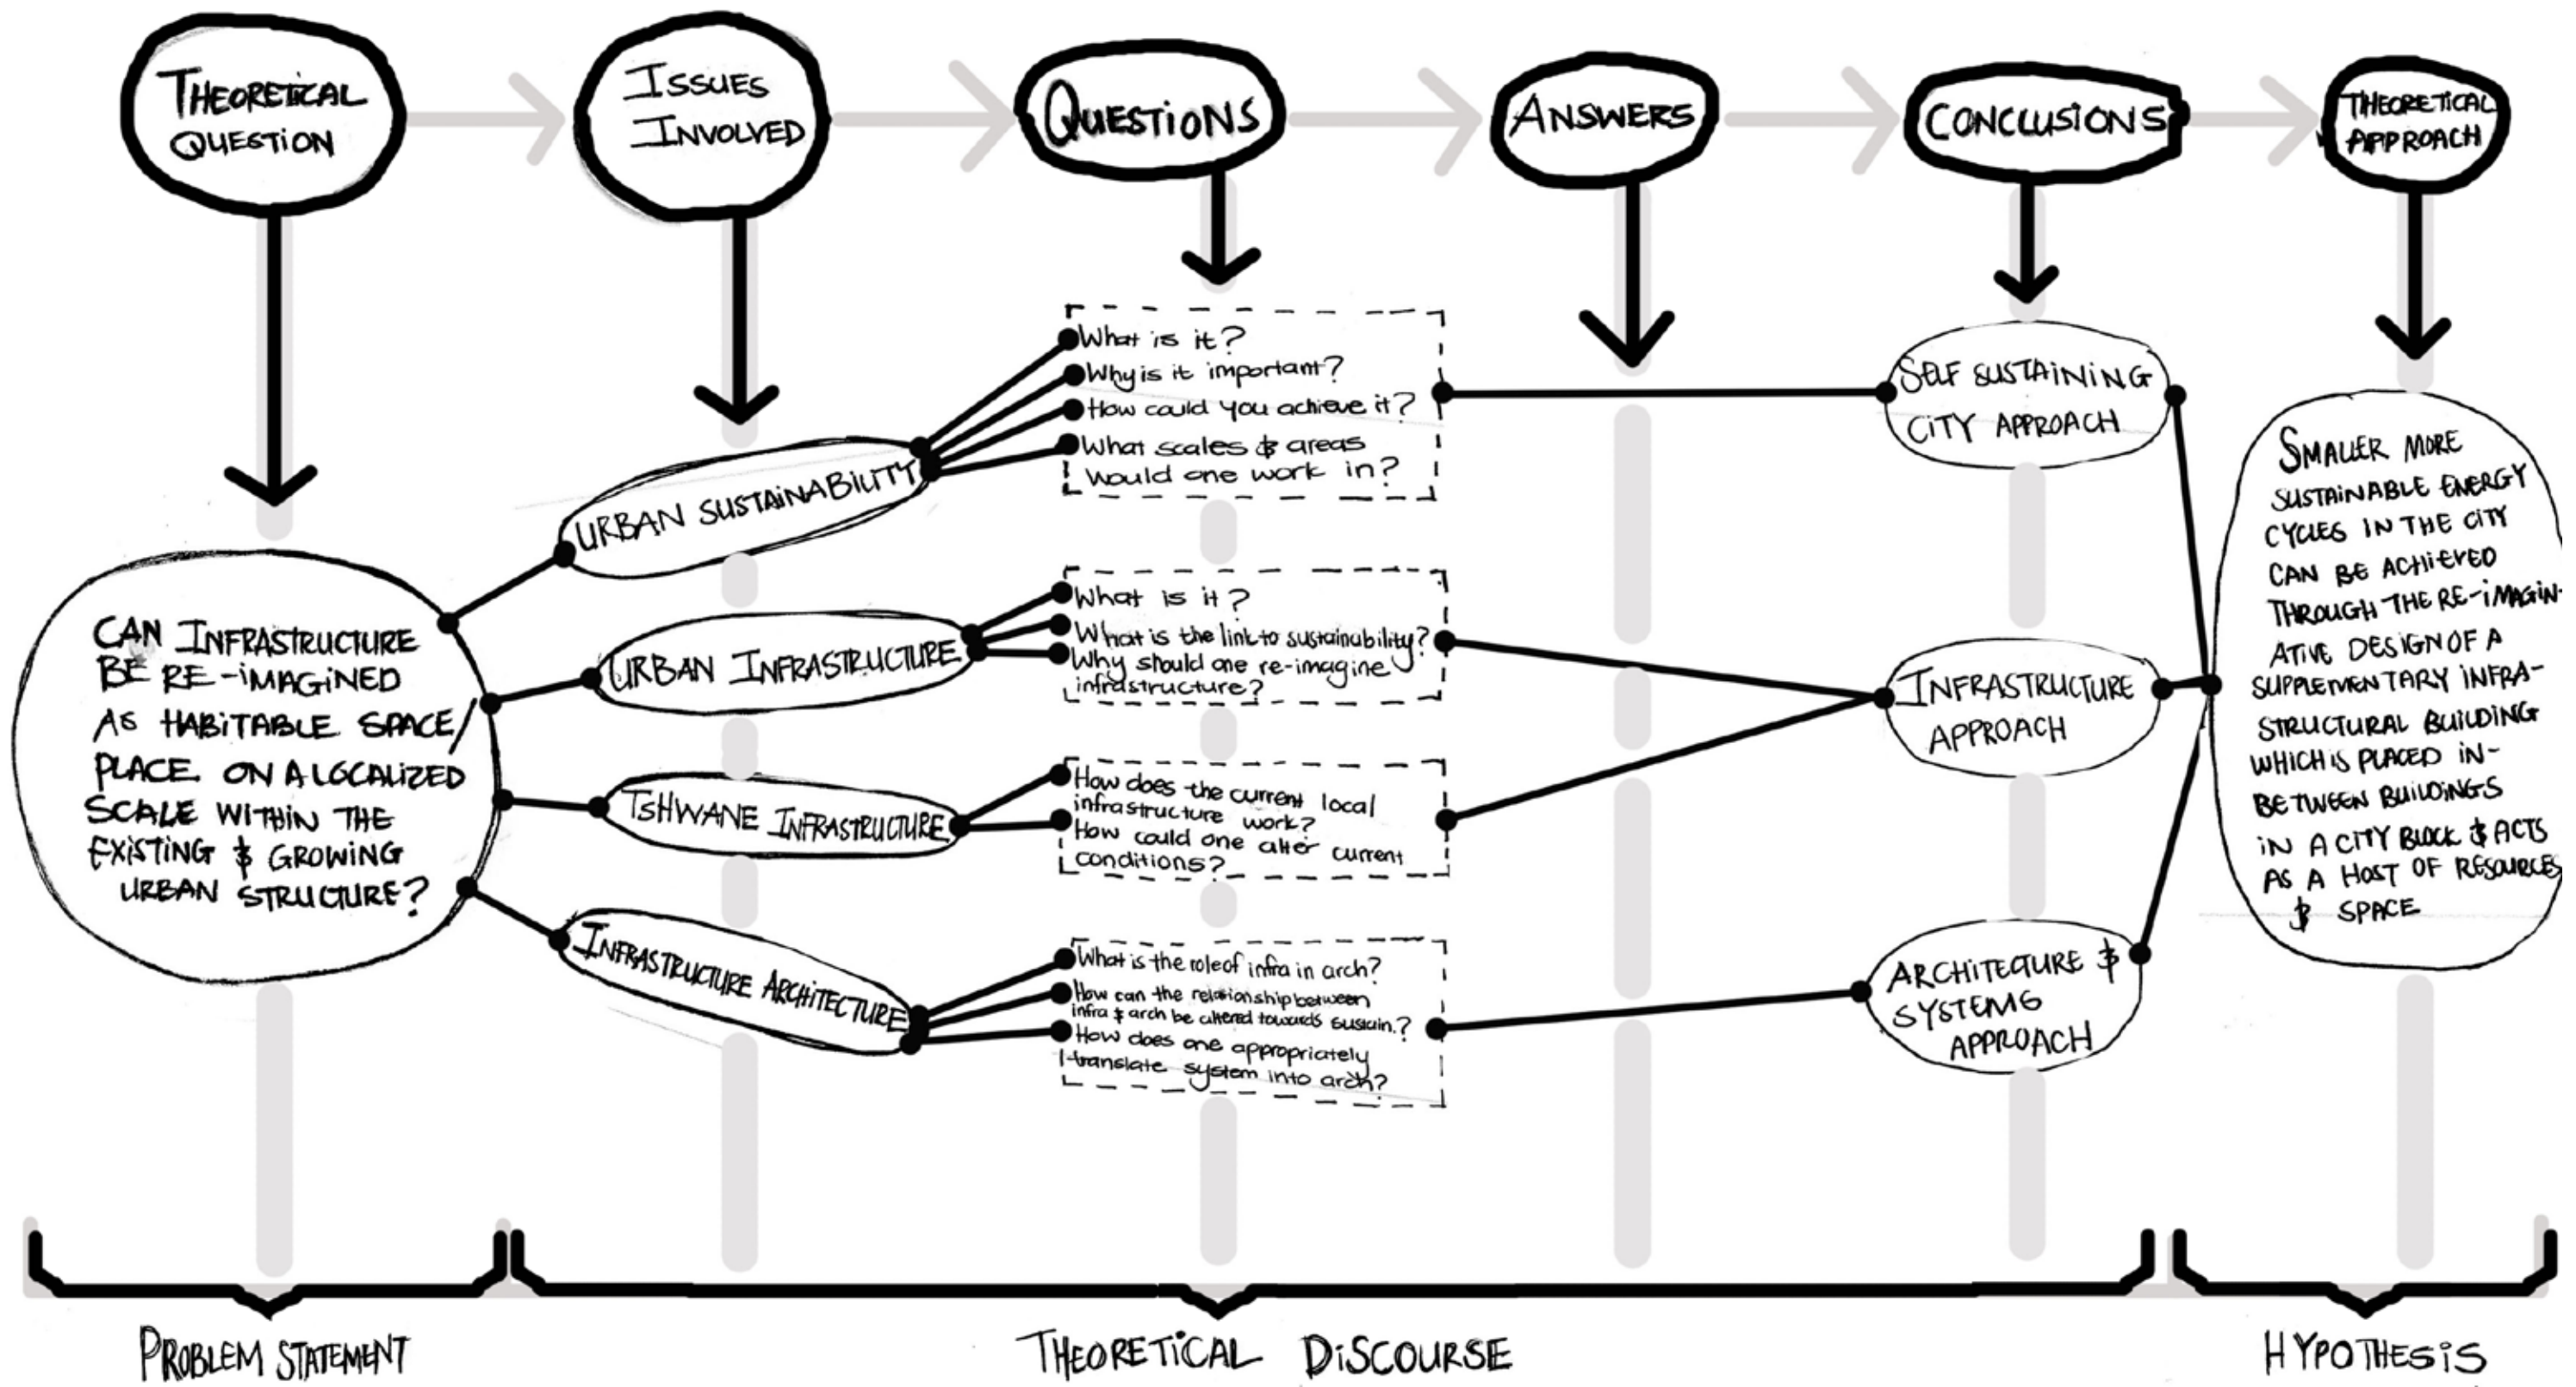 THEORETICAL
QUESTION
ISSUES
INVOLVED
QUESTIONS
ANSWERS
CONCLUSIONS
THEORETICAL
APPROACH
CAN INFRASTRUCTURE
BE RE-IMAGINED
AS HABITABLE SPACE/
PLACE ON A LOCALIZED
SCALE WITHIN THE
EXISTING & GROWING
URBAN STRUCTURE?
URBAN SUSTAINABILITY
URBAN INFRASTRUCTURE
TSHWANE INFRASTRUCTURE
INFRASTRUCTURE ARCHITECTURE
What is it?
Why is it important?
How could you achieve it?
What scales & areas
would one work in?
What is it?
What is the link to sustainability?
Why should one re-imagine
infrastructure?
How does the current local
infrastructure work?
How could one alter current
conditions?
What is the role of infra in arch?
How can the relationship between
infra & arch be altered towards sustain.?
How does one appropriately
translate system into arch?
SELF SUSTAINING
CITY APPROACH
INFRASTRUCTURE
APPROACH
ARCHITECTURE &
SYSTEMS
APPROACH
SMALLER MORE
SUSTAINABLE ENERGY
CYCLES IN THE CITY
CAN BE ACHIEVED
THROUGH THE RE-IMAGIN-
ATIVE DESIGN OF A
SUPPLEMENTARY INFRA-
STRUCTURAL BUILDING
WHICH IS PLACED IN-
BETWEEN BUILDINGS
IN A CITY BLOCK & ACTS
AS A HOST OF RESOURCES
& SPACE
PROBLEM STATEMENT
THEORETICAL DISCOURSE
HYPOTHESIS